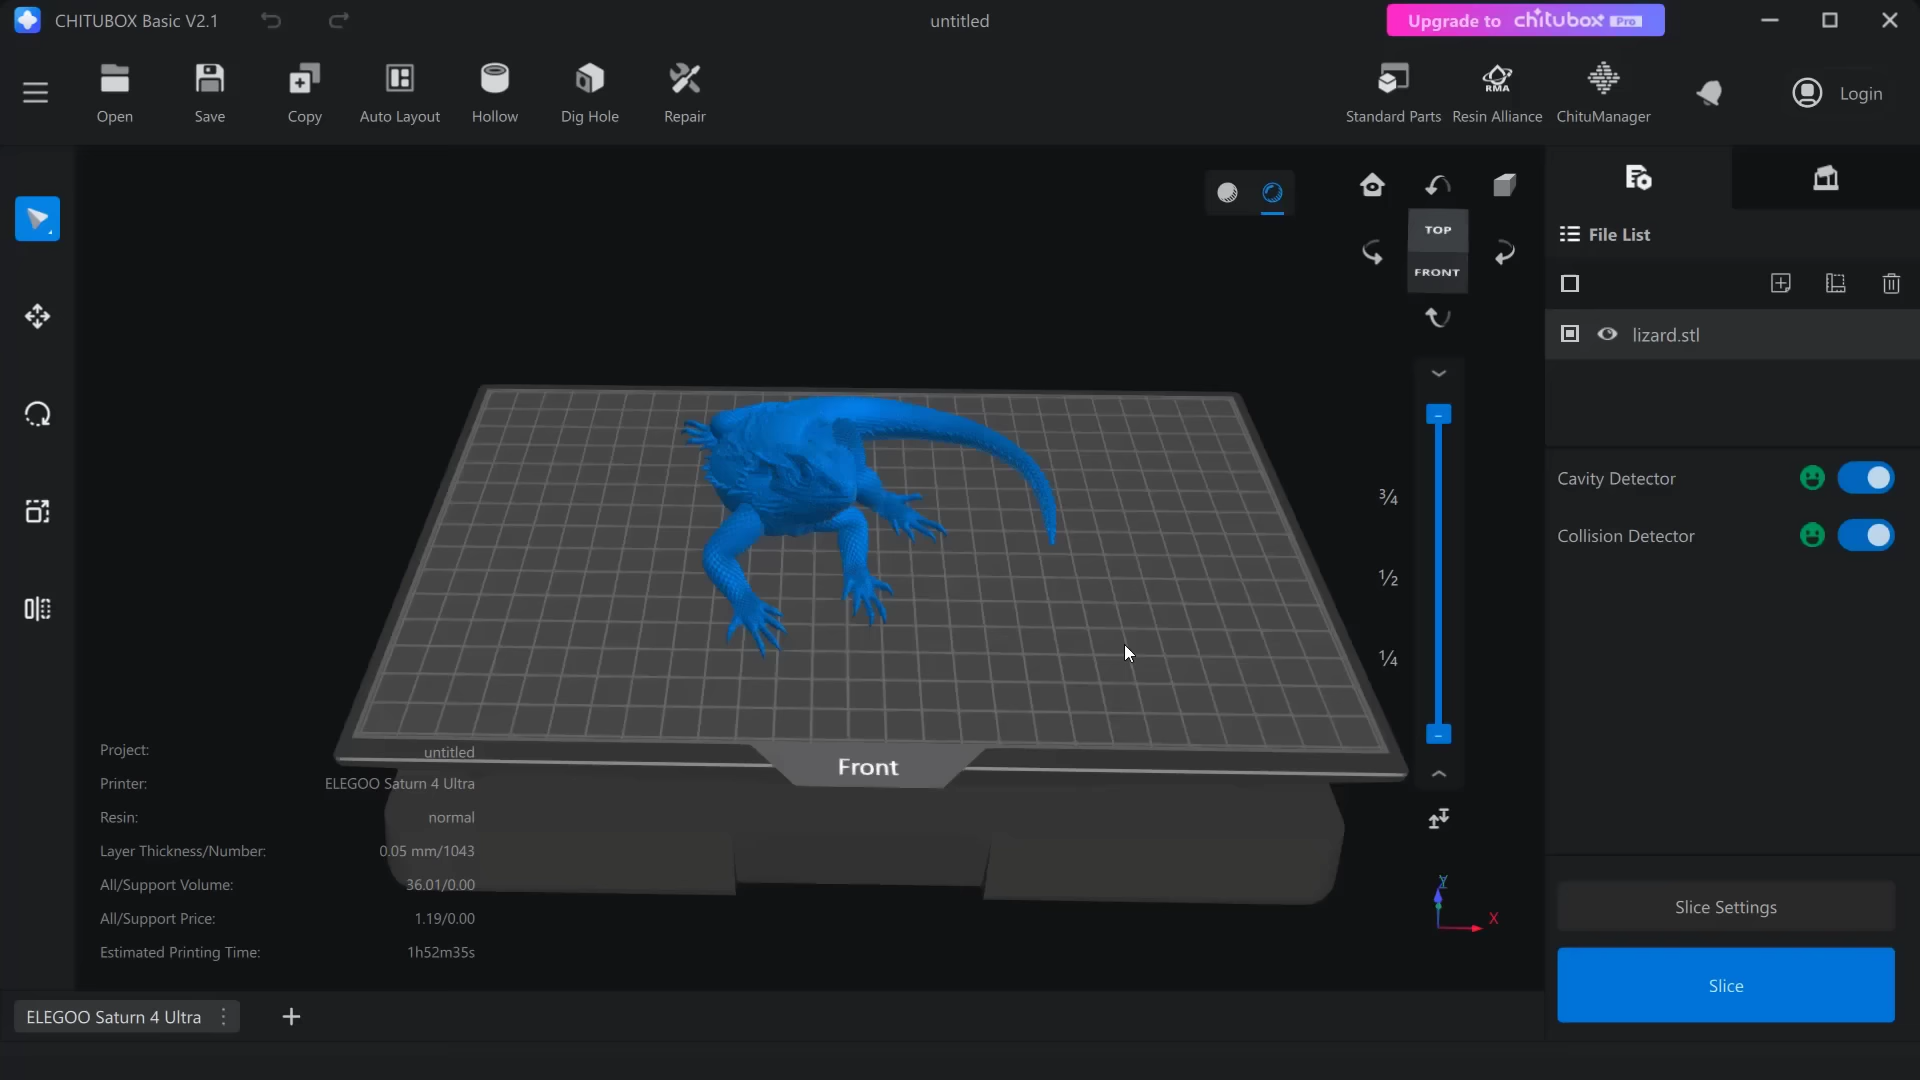 CHITUBOX Basic V2.1
untitled
Upgrade to chitubox Pro
Open
Save
Copy
Auto Layout
Hollow
Dig Hole
Repair
Standard Parts
RMA
Resin Alliance
ChituManager
Login
TOP
FRONT
File List
lizard.stl
Cavity Detector
Collision Detector
3/4
1/2
1/4
Front
Project: untitled
Printer: ELEGOO Saturn 4 Ultra
Resin: normal
Layer Thickness/Number: 0.05 mm/1043
All/Support Volume: 36.01/0.00
All/Support Price: 1.19/0.00
Estimated Printing Time: 1h52m35s
Y
X
Slice Settings
Slice
ELEGOO Saturn 4 Ultra